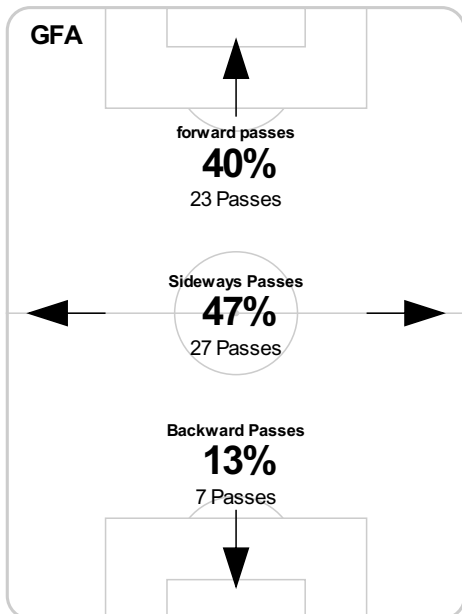 GFA
forward passes
40%
23 Passes
Sideways Passes
47%
27 Passes
Backward Passes
13%
7 Passes